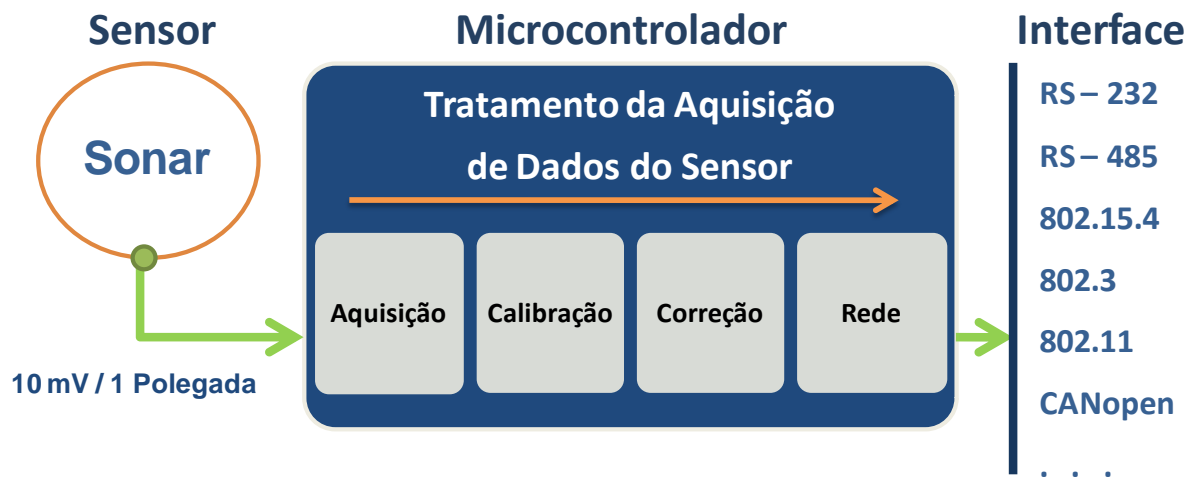 Sensor
Microcontrolador
Interface
Sonar
10 mV / 1 Polegada
Tratamento da Aquisição
de Dados do Sensor
Aquisição
Calibração
Correção
Rede
RS – 232
RS – 485
802.15.4
802.3
802.11
CANopen